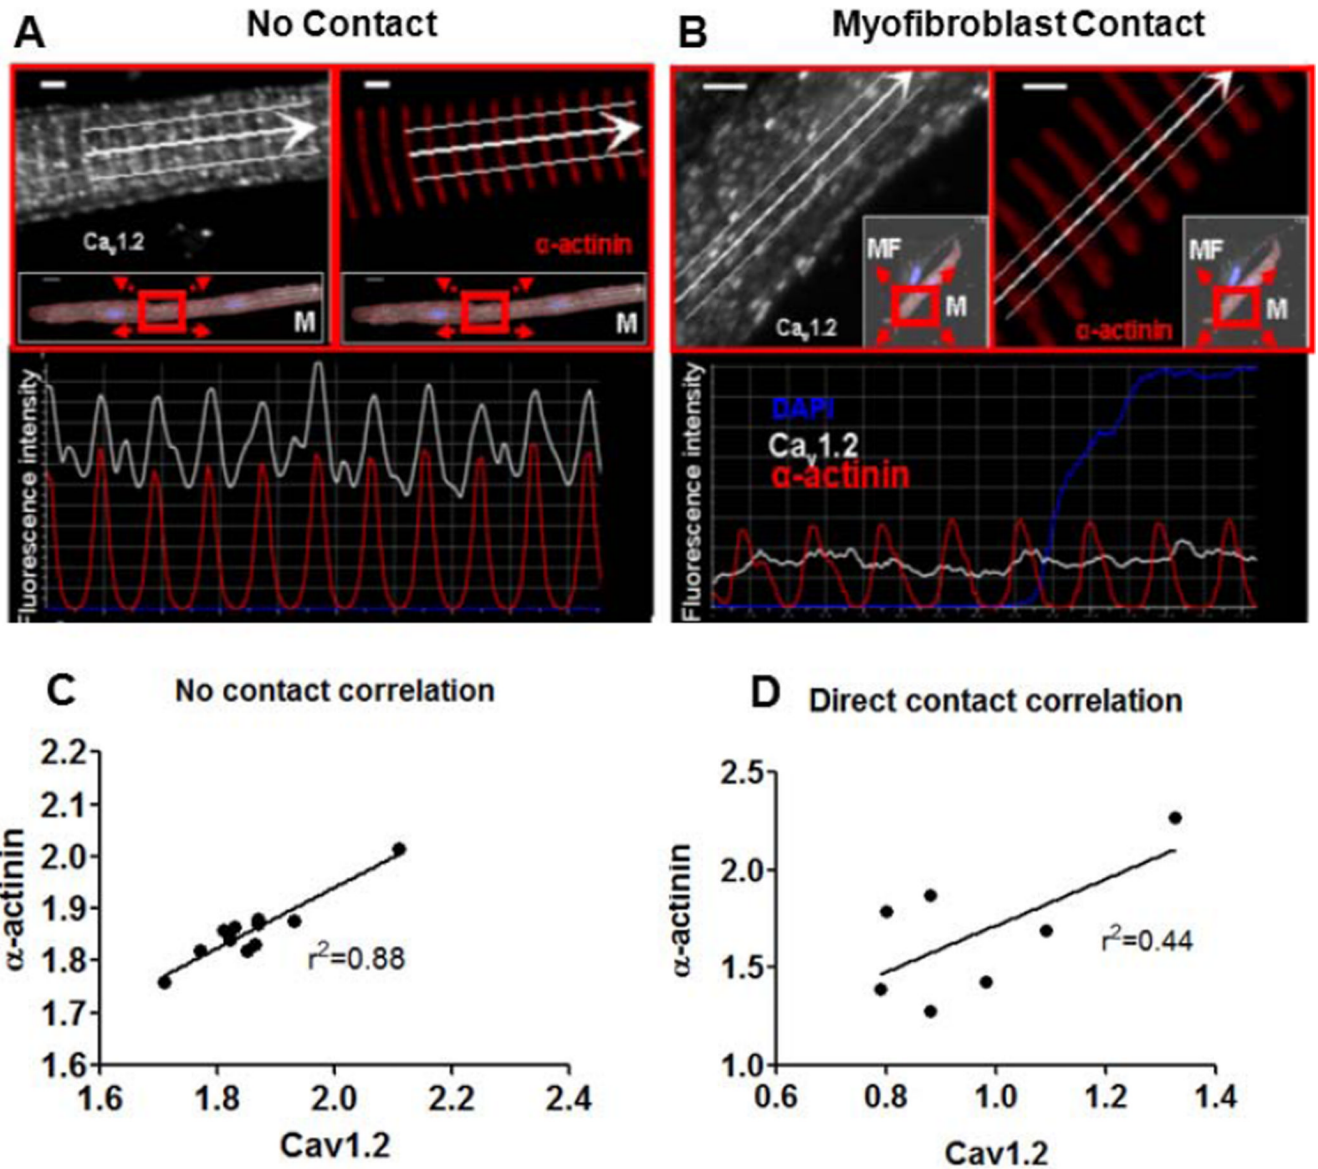 A No Contact
B Myofibroblast Contact
Cav1.2
α-actinin
M
M
Cav1.2
MF
M
α-actinin
MF
M
Fluorescence intensity
Fluorescence intensity
DAPI
Cav1.2
α-actinin
C No contact correlation
2.2
2.1
2.0
1.9
1.8
1.7
1.6
α-actinin
r²=0.88
1.6 1.8 2.0 2.2 2.4
Cav1.2
D Direct contact correlation
2.5
2.0
1.5
1.0
α-actinin
r²=0.44
0.6 0.8 1.0 1.2 1.4
Cav1.2